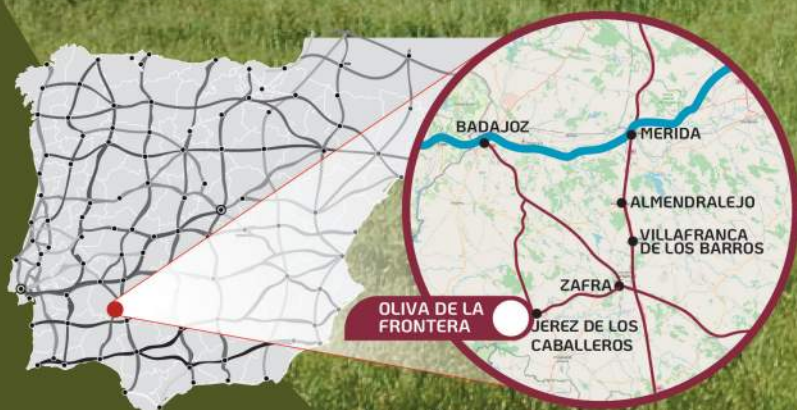 BADAJOZ
MERIDA
ALMENDRALEJO
VILLAFRANCA
DE LOS BARROS
ZAFRA
OLIVA DE LA
FRONTERA
JEREZ DE LOS
CABALLEROS